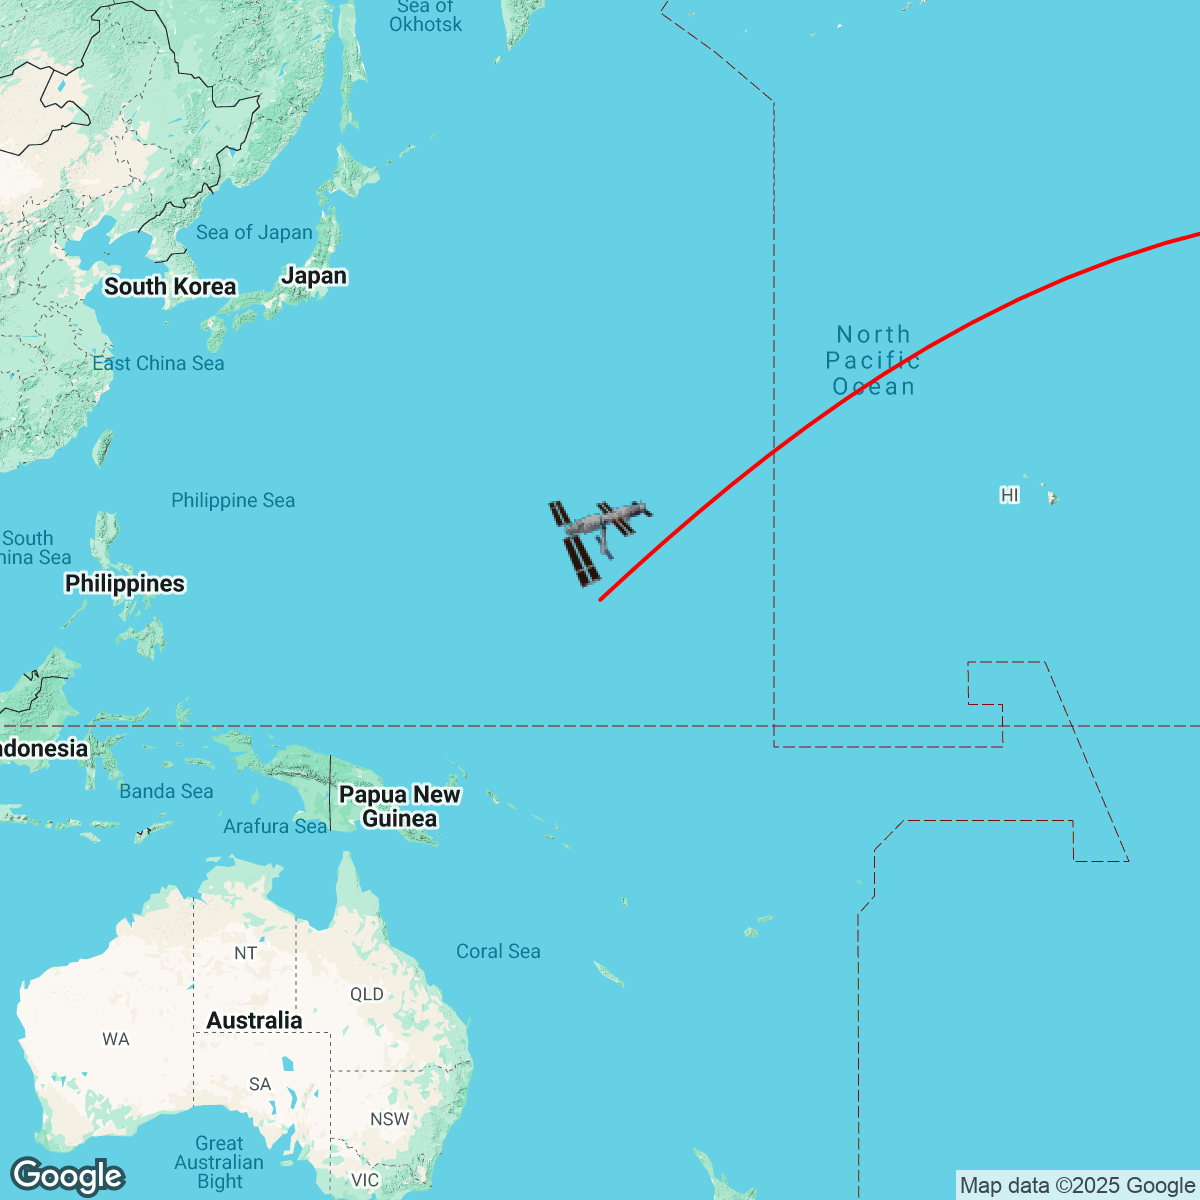 Sea of
Okhotsk
Sea of Japan
Japan
South Korea
East China Sea
North
Pacific
Ocean
HI
Philippine Sea
South
hina Sea
Philippines
ndonesia
Banda Sea
Papua New
Guinea
Arafura Sea
Coral Sea
NT
QLD
Australia
WA
SA
NSW
Great
Australian
Bight
VIC
Google
Map data ©2025 Google